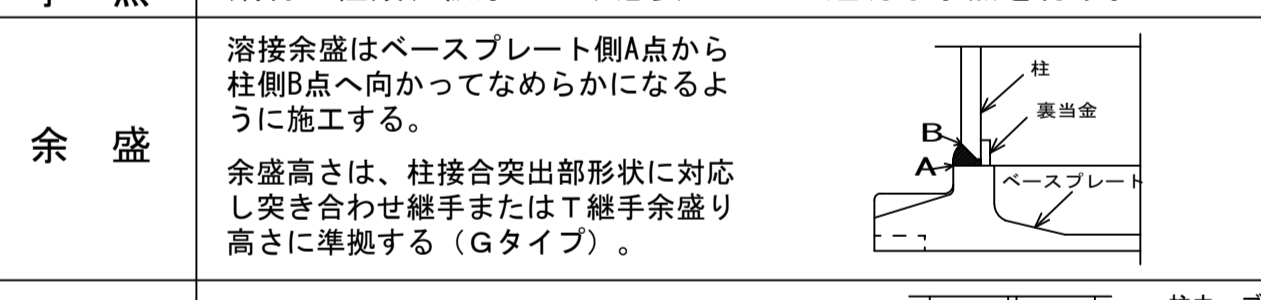 余 盛
溶接余盛はベースプレート側A点から
柱側B点へ向かってなめらかになるよ
うに施工する。
余盛高さは、柱接合突出部形状に対応
し突き合わせ継手またはT継手余盛り
高さに準拠する（Gタイプ）。
柱
裏当金
B
A
ベースプレート